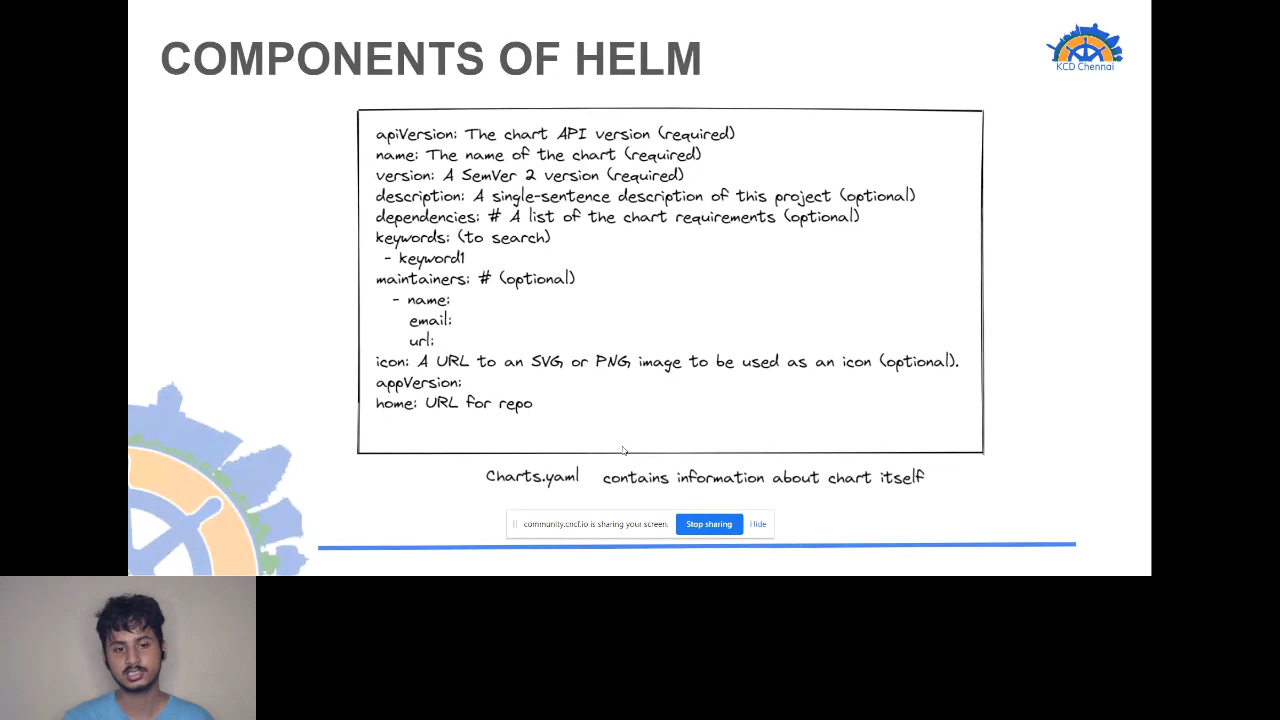 COMPONENTS OF HELM
KCD Chennai
apiVersion: The chart API version (required)
name: The name of the chart (required)
version: A SemVer 2 version (required)
description: A single-sentence description of this project (optional)
dependencies: # A list of the chart requirements (optional)
keywords: (to search)
- keyword1
maintainers: # (optional)
- name:
email:
url:
icon: A URL to an SVG or PNG image to be used as an icon (optional).
appVersion:
home: URL for repo
Charts.yaml contains information about chart itself
community.cncf.io is sharing your screen. Stop sharing Hide